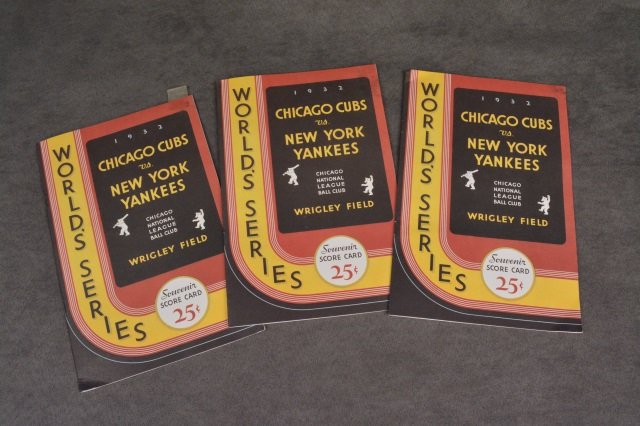 WORLD'S SERIES
1932
CHICAGO CUBS
vs.
NEW YORK
YANKEES
CHICAGO
NATIONAL
LEAGUE
BALL CLUB
WRIGLEY FIELD
Souvenir
SCORE CARD
25¢
WORLD'S SERIES
1932
CHICAGO CUBS
vs.
NEW YORK
YANKEES
CHICAGO
NATIONAL
LEAGUE
BALL CLUB
WRIGLEY FIELD
Souvenir
SCORE CARD
25¢
WORLD'S SERIES
1932
CHICAGO CUBS
vs.
NEW YORK
YANKEES
CHICAGO
NATIONAL
LEAGUE
BALL CLUB
WRIGLEY FIELD
Souvenir
SCORE CARD
25¢